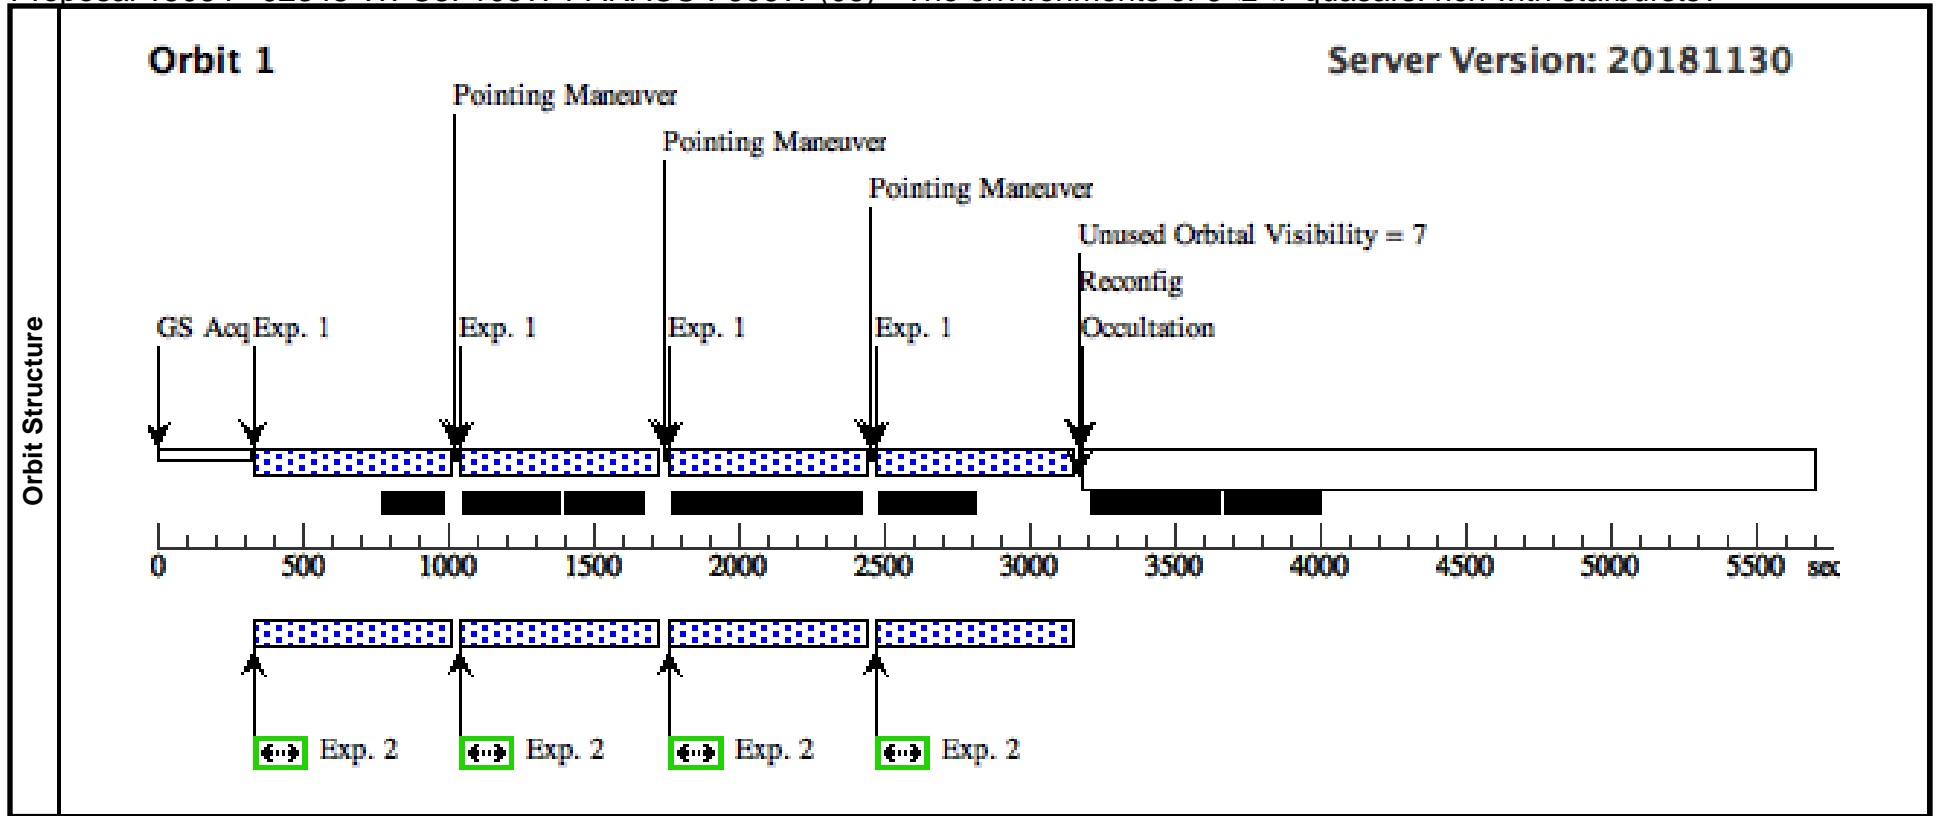 Orbit 1
Server Version: 20181130
Pointing Maneuver
Pointing Maneuver
Pointing Maneuver
Unused Orbital Visibility = 7
Reconfig
GS Acq Exp. 1 Exp. 1 Exp. 1 Exp. 1 Occultation
Orbit Structure
0 500 1000 1500 2000 2500 3000 3500 4000 4500 5000 5500 sec
Exp. 2 Exp. 2 Exp. 2 Exp. 2